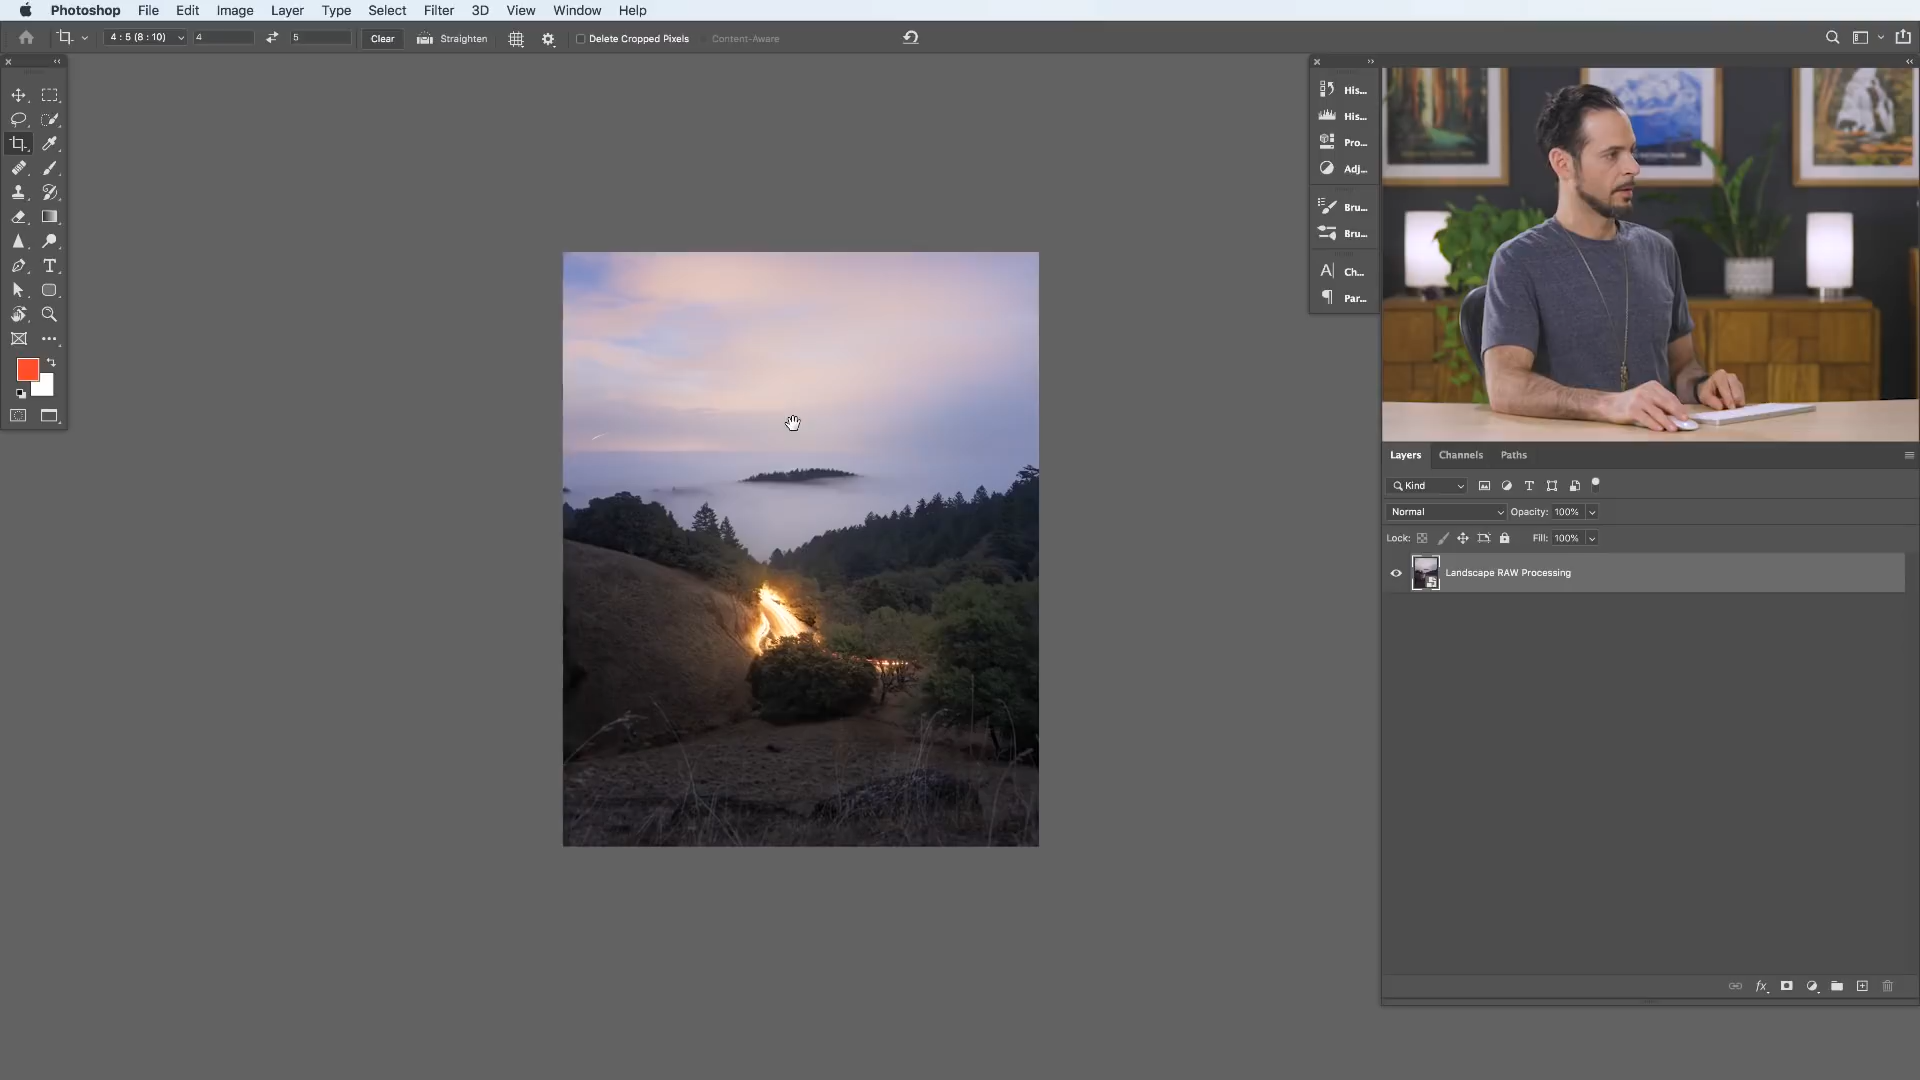 Photoshop File Edit Image Layer Type Select Filter 3D View Window Help
4 : 5 (8 : 10) 4 5 Clear Straighten Delete Cropped Pixels Content-Aware
His...
His...
Pro...
Adj...
Bru...
Bru...
Ch...
Par...
Layers Channels Paths
Kind
Normal Opacity: 100%
Lock: Fill: 100%
Landscape RAW Processing